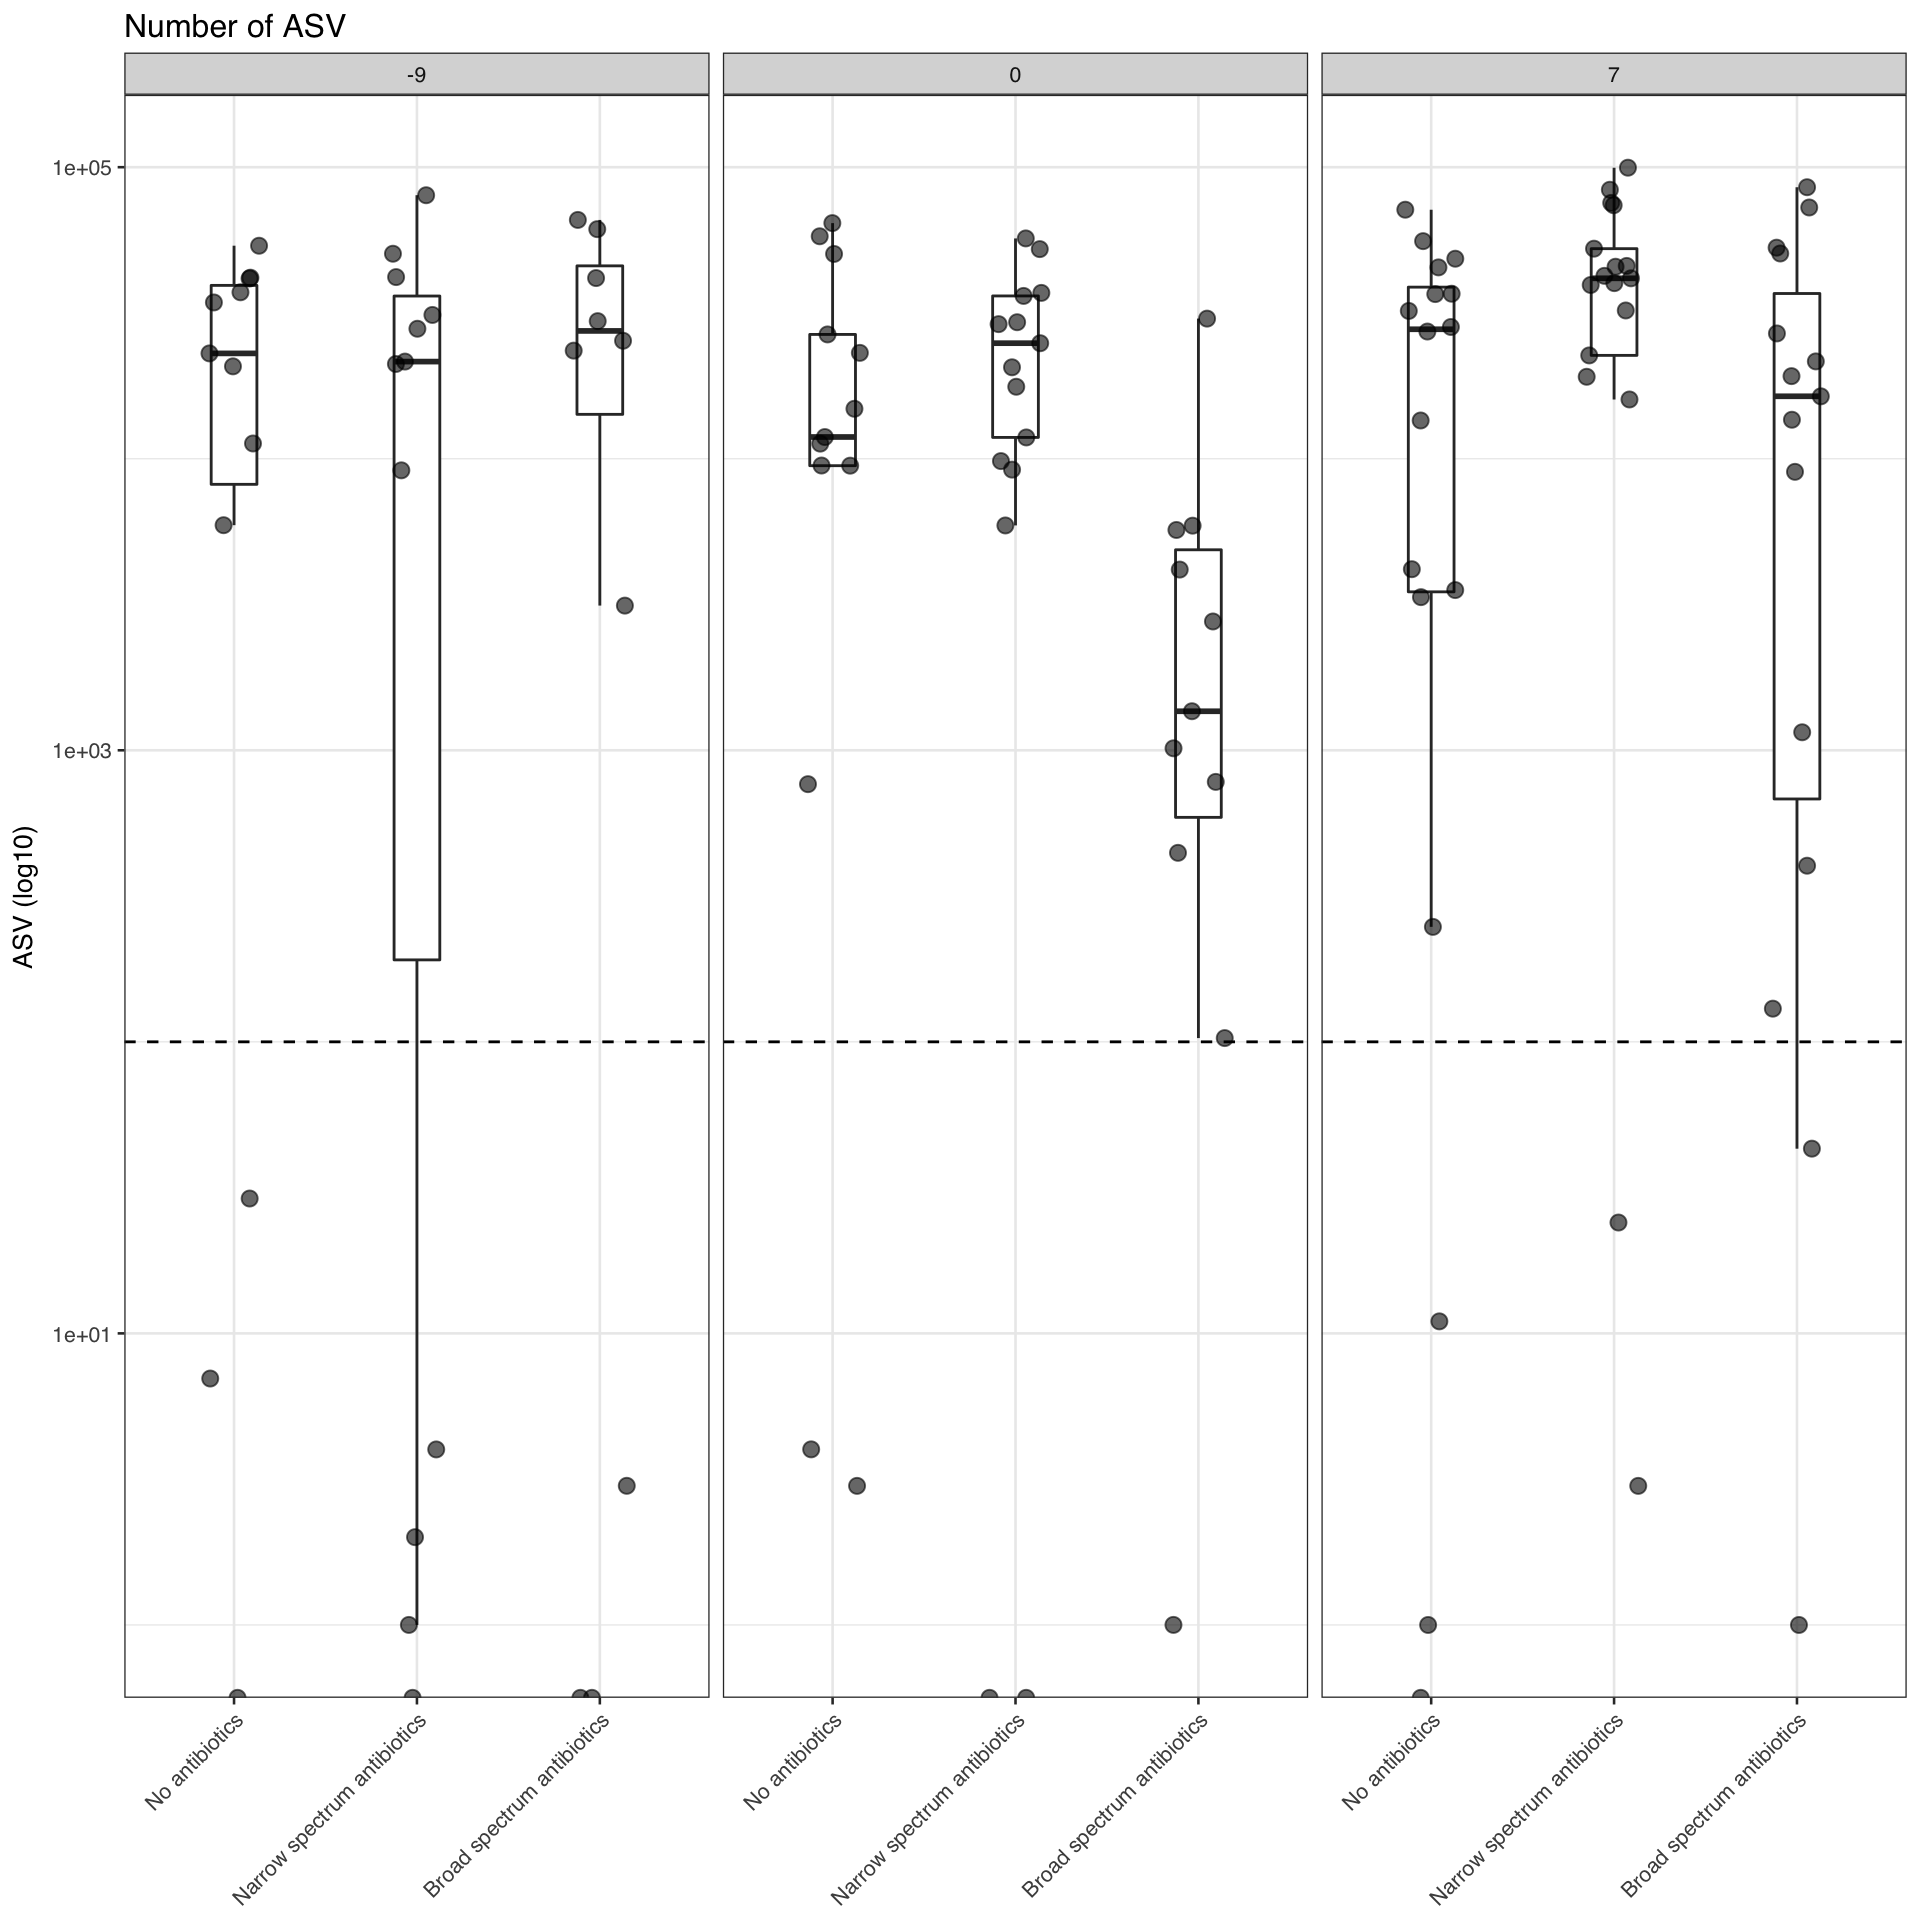 Number of ASV
-9
0
7
ASV (log10)
1e+05
1e+03
1e+01
No antibiotics
Narrow spectrum antibiotics
Broad spectrum antibiotics
No antibiotics
Narrow spectrum antibiotics
Broad spectrum antibiotics
No antibiotics
Narrow spectrum antibiotics
Broad spectrum antibiotics